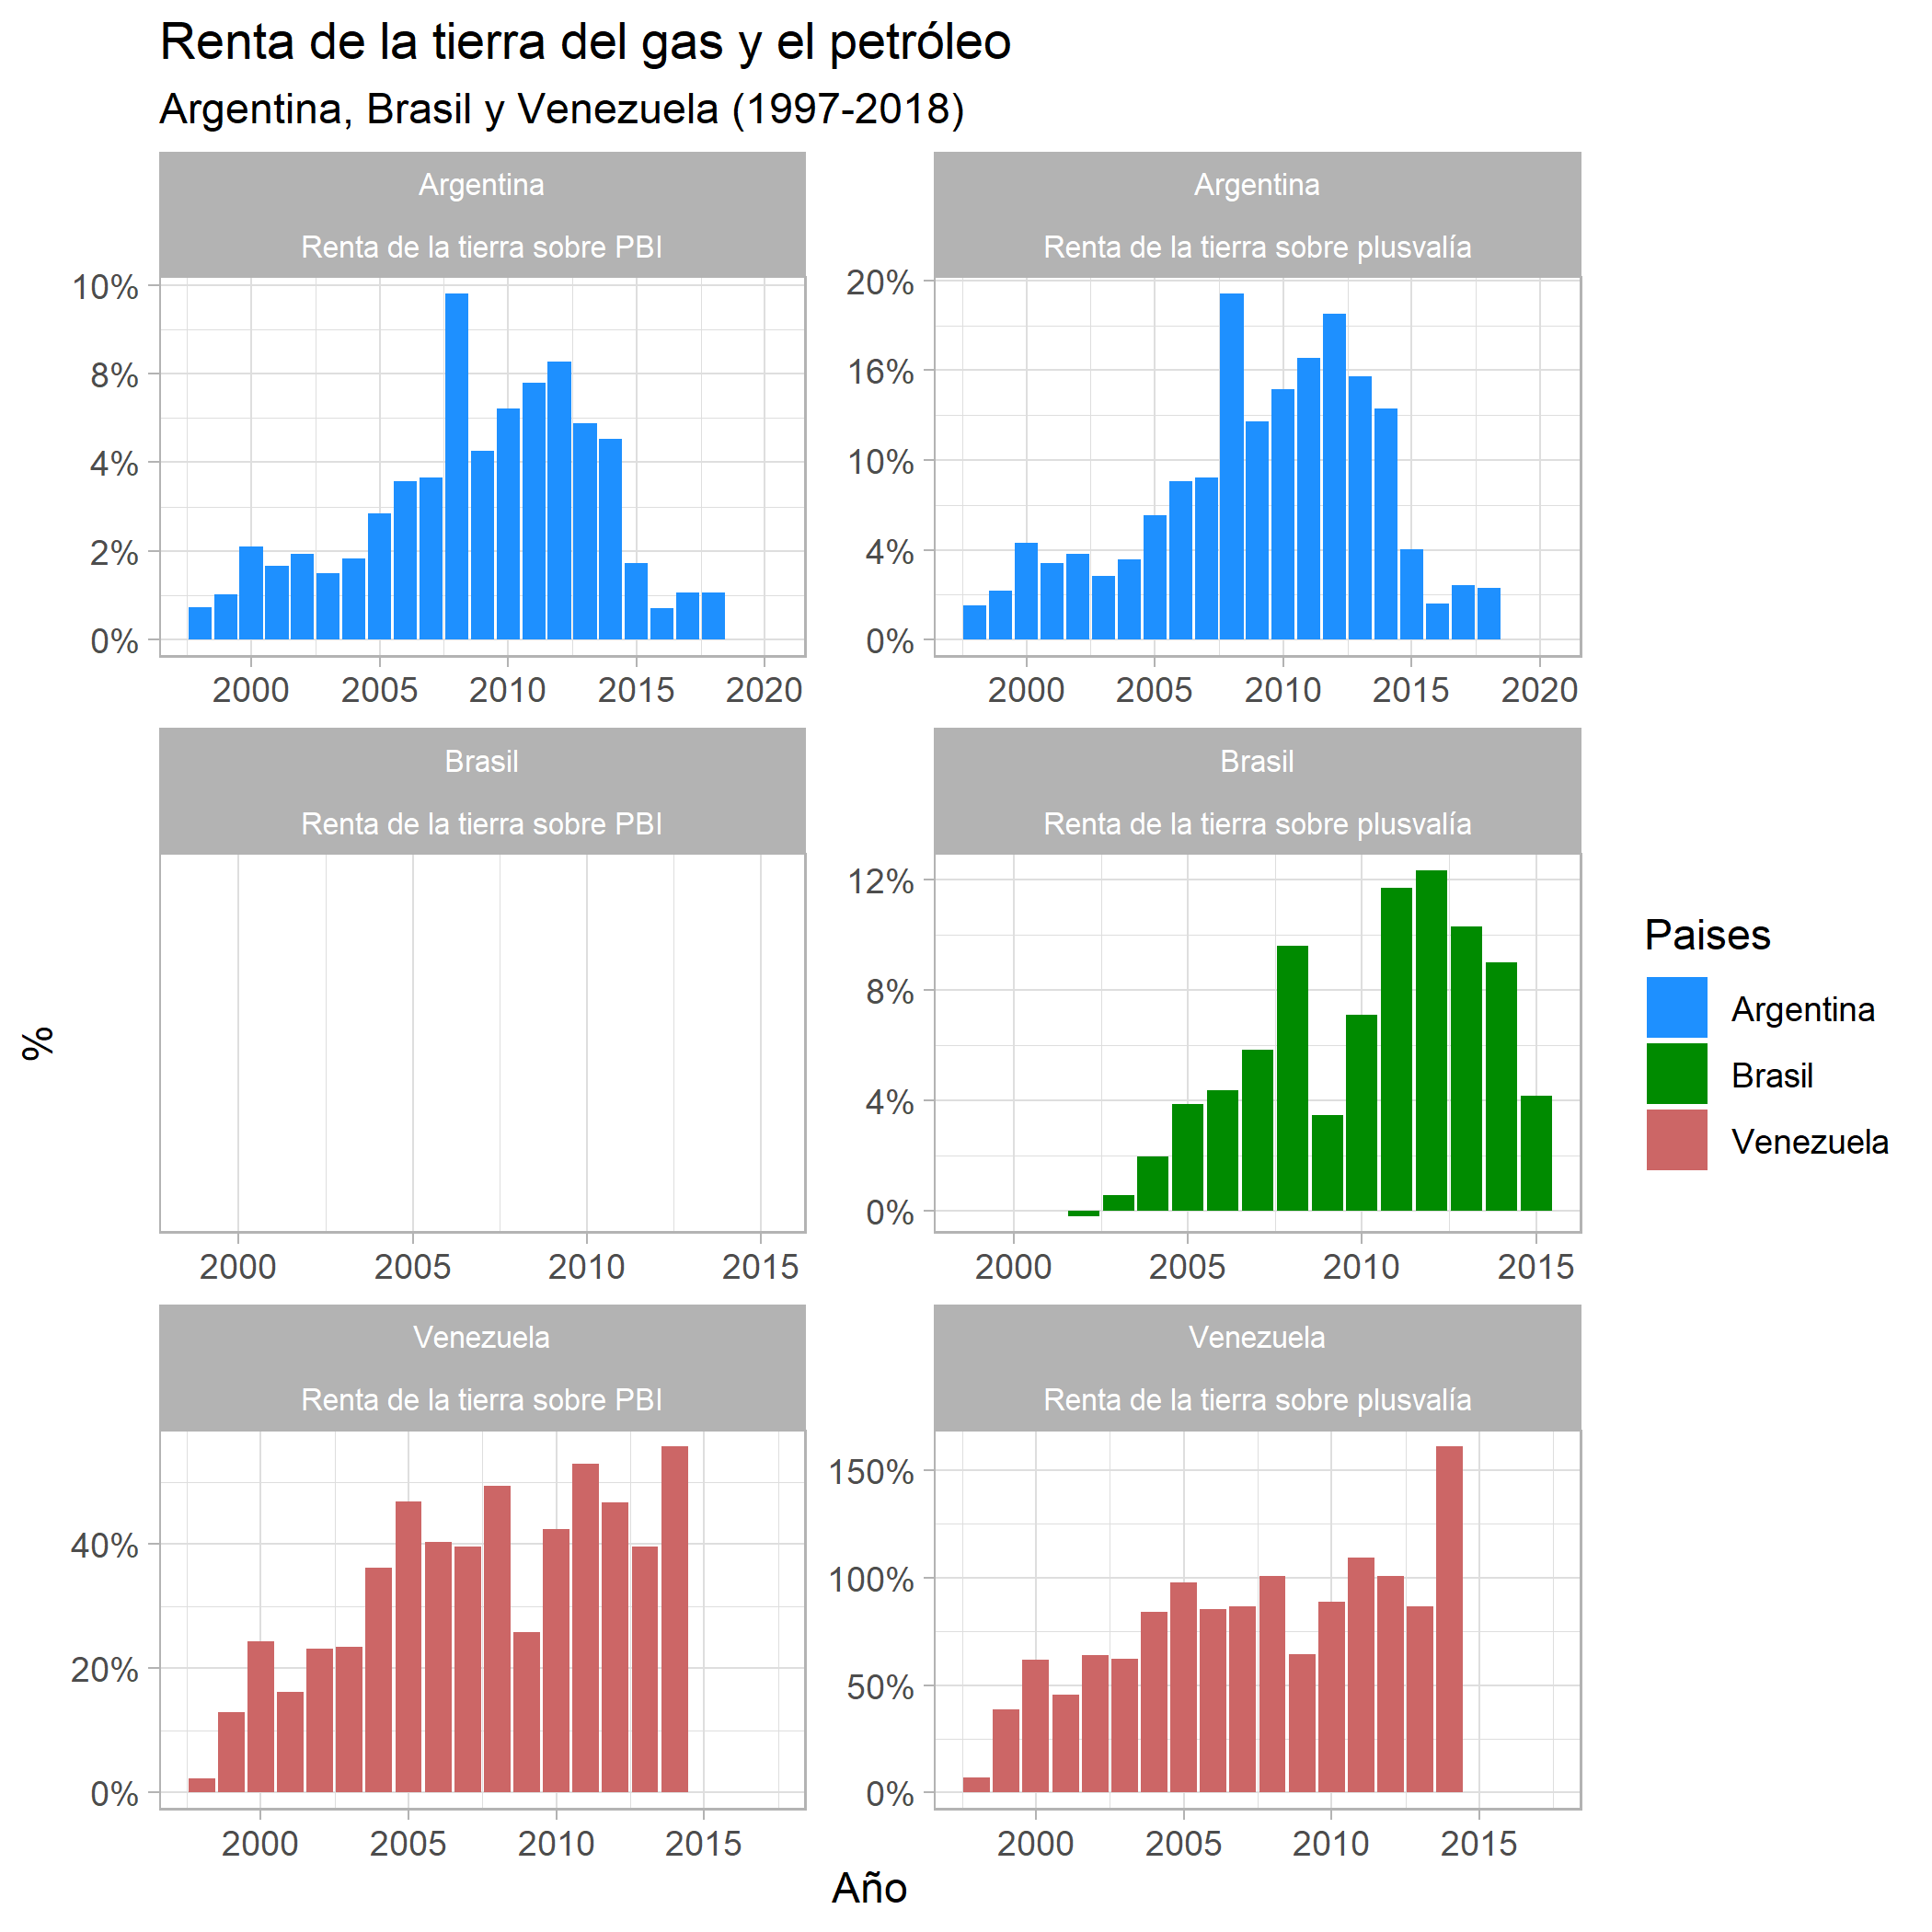 Renta de la tierra del gas y el petróleo
Argentina, Brasil y Venezuela (1997-2018)
Argentina
Renta de la tierra sobre PBI
10%
8%
4%
2%
0%
2000 2005 2010 2015 2020
Argentina
Renta de la tierra sobre plusvalía
20%
16%
10%
4%
0%
2000 2005 2010 2015 2020
Brasil
Renta de la tierra sobre PBI
2000 2005 2010 2015
Brasil
Renta de la tierra sobre plusvalía
12%
8%
4%
0%
2000 2005 2010 2015
Venezuela
Renta de la tierra sobre PBI
40%
20%
0%
2000 2005 2010 2015
Venezuela
Renta de la tierra sobre plusvalía
150%
100%
50%
0%
2000 2005 2010 2015
%
Año
Paises
Argentina
Brasil
Venezuela